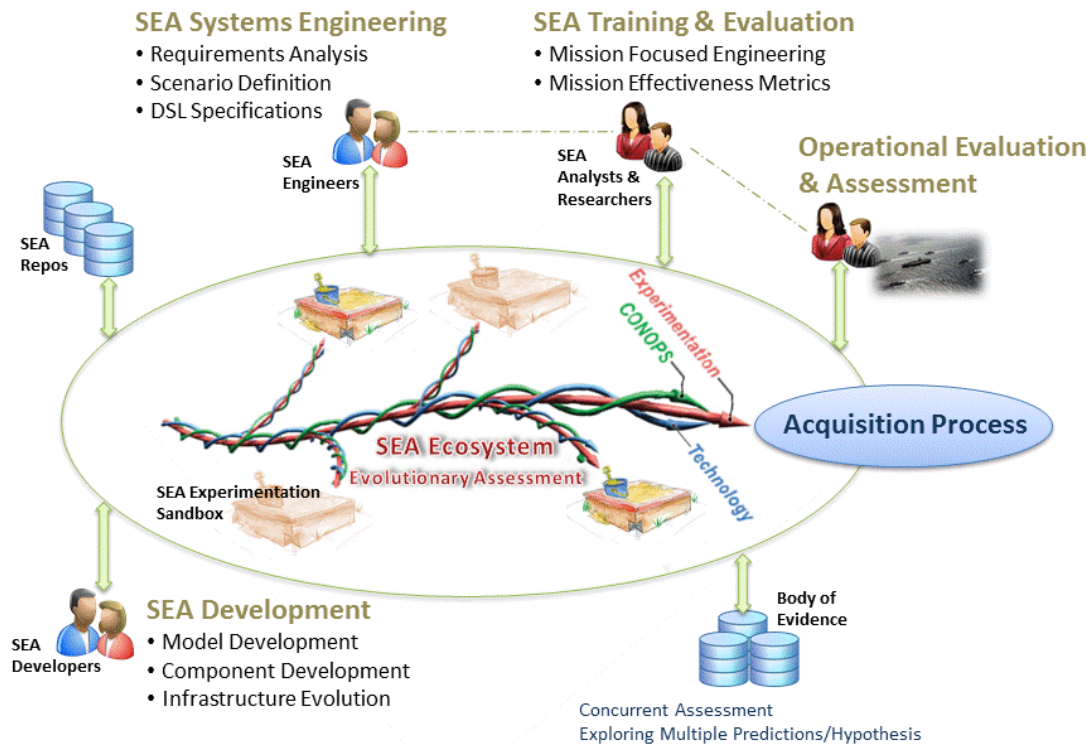 SEA Systems Engineering
• Requirements Analysis
• Scenario Definition
• DSL Specifications
SEA Training & Evaluation
• Mission Focused Engineering
• Mission Effectiveness Metrics
SEA
Engineers
SEA
Analysts &
Researchers
Operational Evaluation
& Assessment
SEA
Repos
Experimentation
CONOPS
Technology
Acquisition Process
SEA Ecosystem
Evolutionary Assessment
SEA Experimentation
Sandbox
SEA
Developers
SEA Development
• Model Development
• Component Development
• Infrastructure Evolution
Body of
Evidence
Concurrent Assessment
Exploring Multiple Predictions/Hypothesis